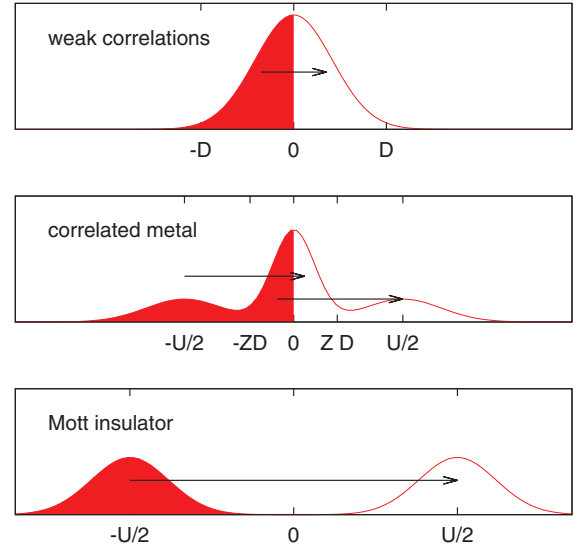 weak correlations
-D 0 D
correlated metal
-U/2 -ZD 0 Z D U/2
Mott insulator
-U/2 0 U/2